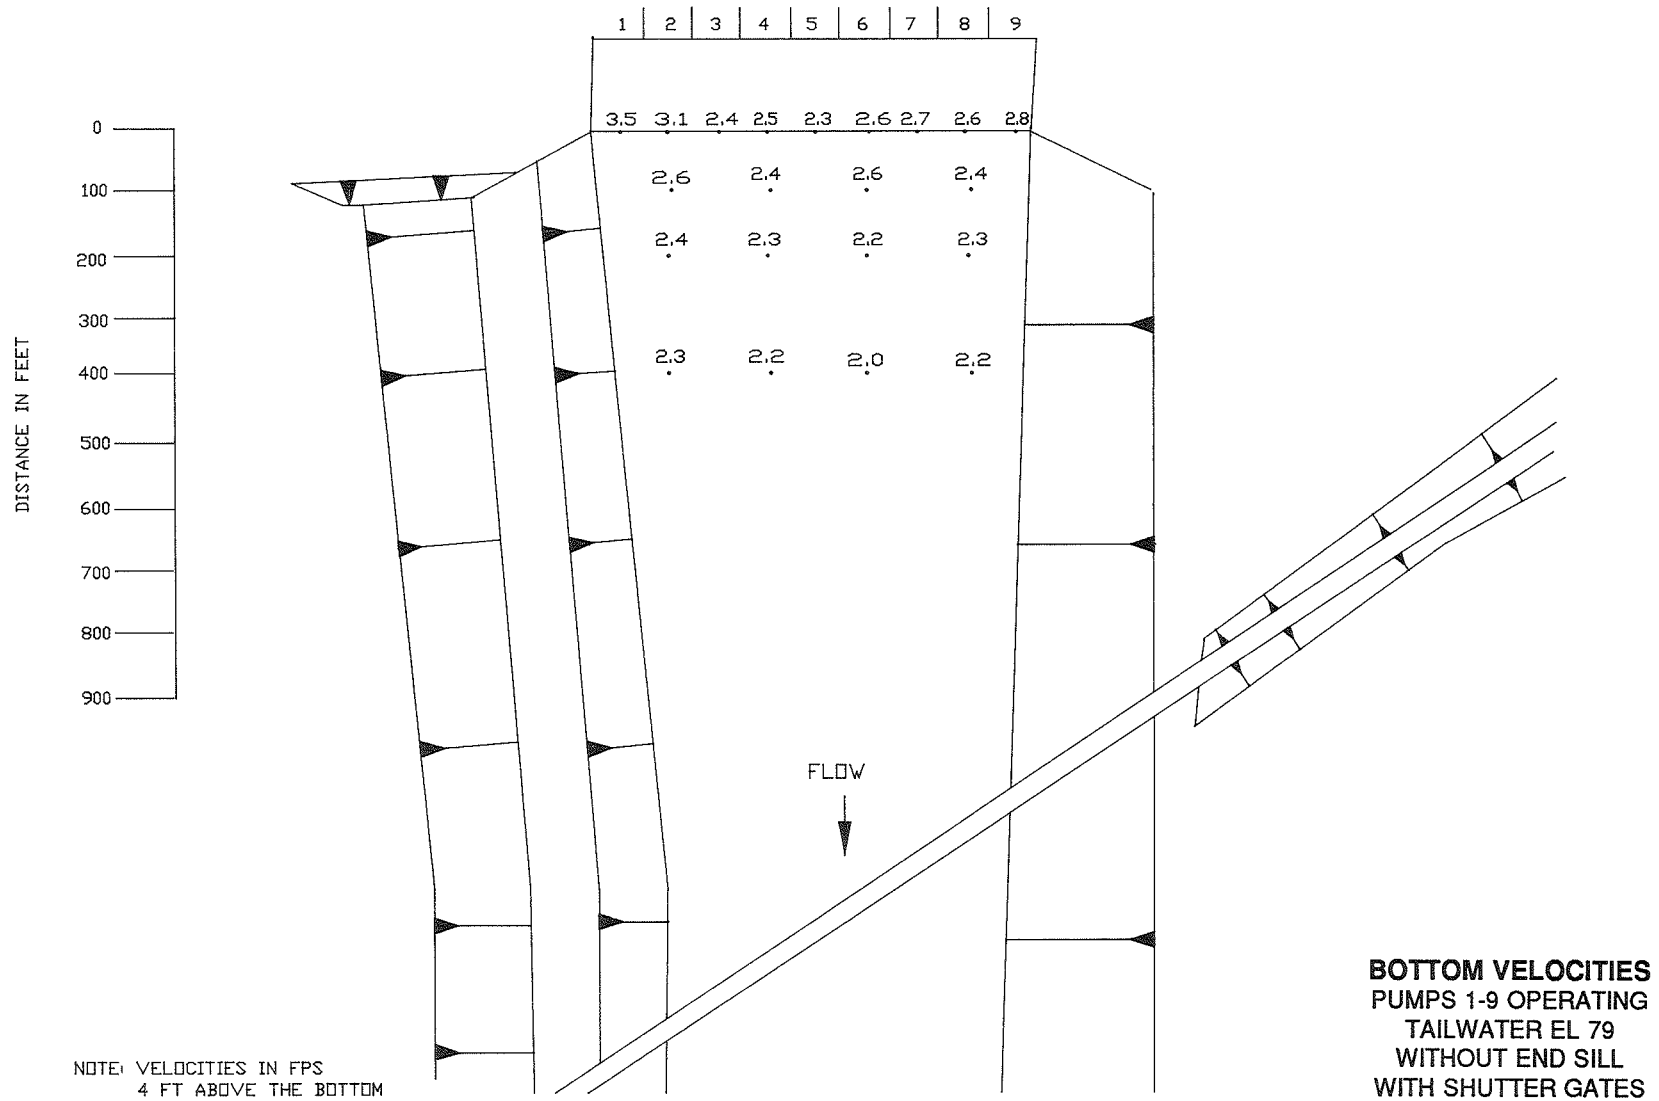 1 2 3 4 5 6 7 8 9
0
3.5 3.1 2.4 2.5 2.3 2.6 2.7 2.6 2.8
100
2.6 2.4 2.6 2.4
200
2.4 2.3 2.2 2.3
300
400
2.3 2.2 2.0 2.2
500
600
700
800
900
DISTANCE IN FEET
FLOW
NOTE: VELOCITIES IN FPS
4 FT ABOVE THE BOTTOM
BOTTOM VELOCITIES
PUMPS 1-9 OPERATING
TAILWATER EL 79
WITHOUT END SILL
WITH SHUTTER GATES